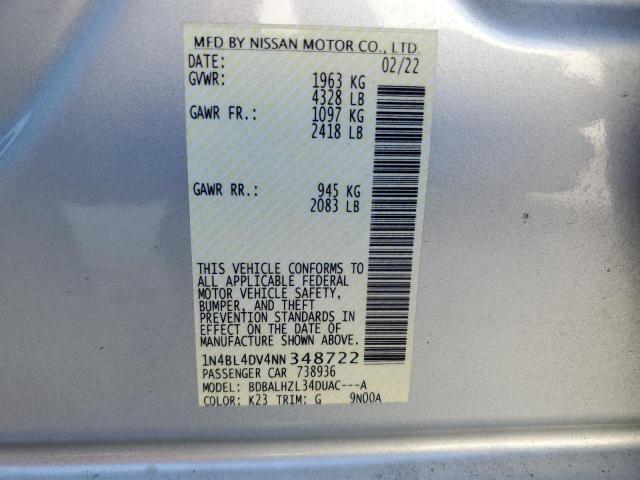 MFD BY NISSAN MOTOR CO., LTD.
DATE: 02/22
GVWR: 1963 KG
4328 LB
GAWR FR.: 1097 KG
2418 LB
GAWR RR.: 945 KG
2083 LB
THIS VEHICLE CONFORMS TO
ALL APPLICABLE FEDERAL
MOTOR VEHICLE SAFETY,
BUMPER, AND THEFT
PREVENTION STANDARDS IN
EFFECT ON THE DATE OF
MANUFACTURE SHOWN ABOVE.
1N4BL4DV4NN348722
PASSENGER CAR 738936
MODEL: BDBALHZL34DUAC---A
COLOR: K23 TRIM: G 9N00A